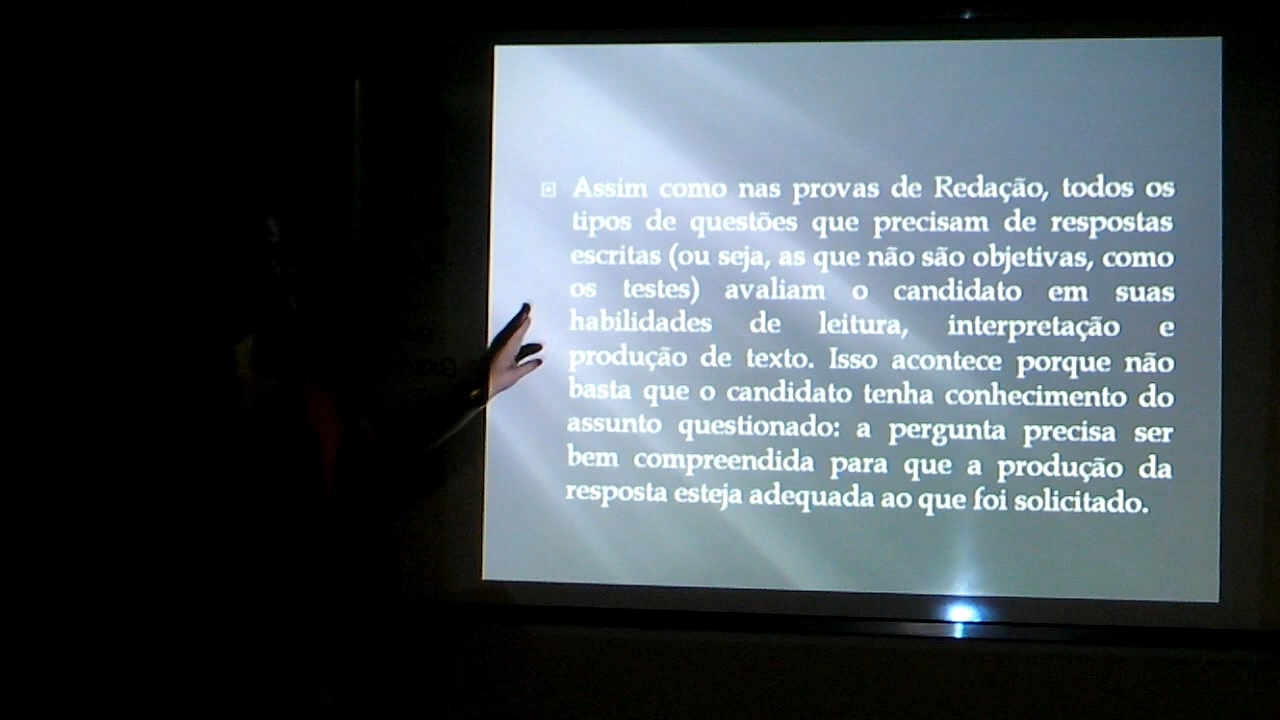 Assim como nas provas de Redação, todos os
tipos de questões que precisam de respostas
escritas (ou seja, as que não são objetivas, como
os testes) avaliam o candidato em suas
habilidades de leitura, interpretação e
produção de texto. Isso acontece porque não
basta que o candidato tenha conhecimento do
assunto questionado: a pergunta precisa ser
bem compreendida para que a produção da
resposta esteja adequada ao que foi solicitado.